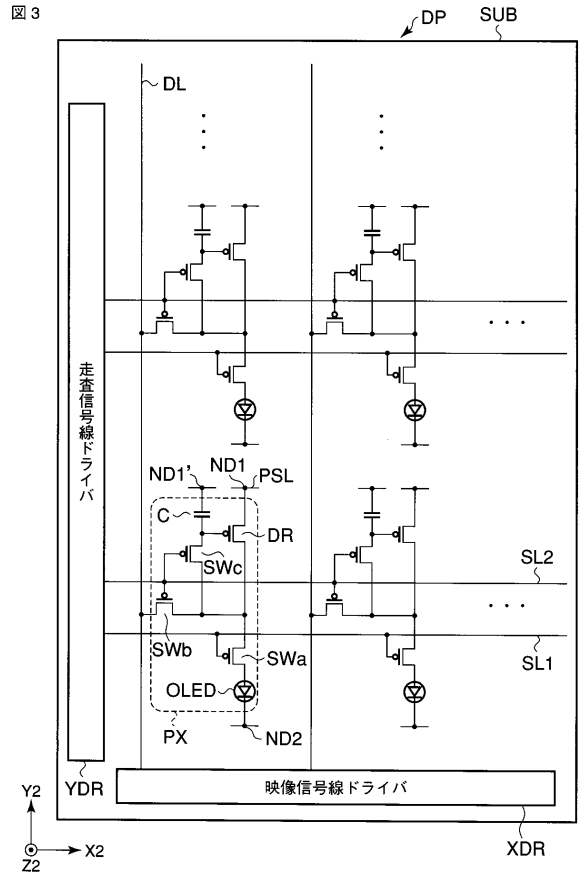 図3
DP
SUB
DL
走査信号線ドライバ
ND1'
ND1
PSL
C
DR
SWc
SL2
SWb
SWa
SL1
OLED
PX
ND2
YDR
映像信号線ドライバ
XDR
Y2
X2
Z2